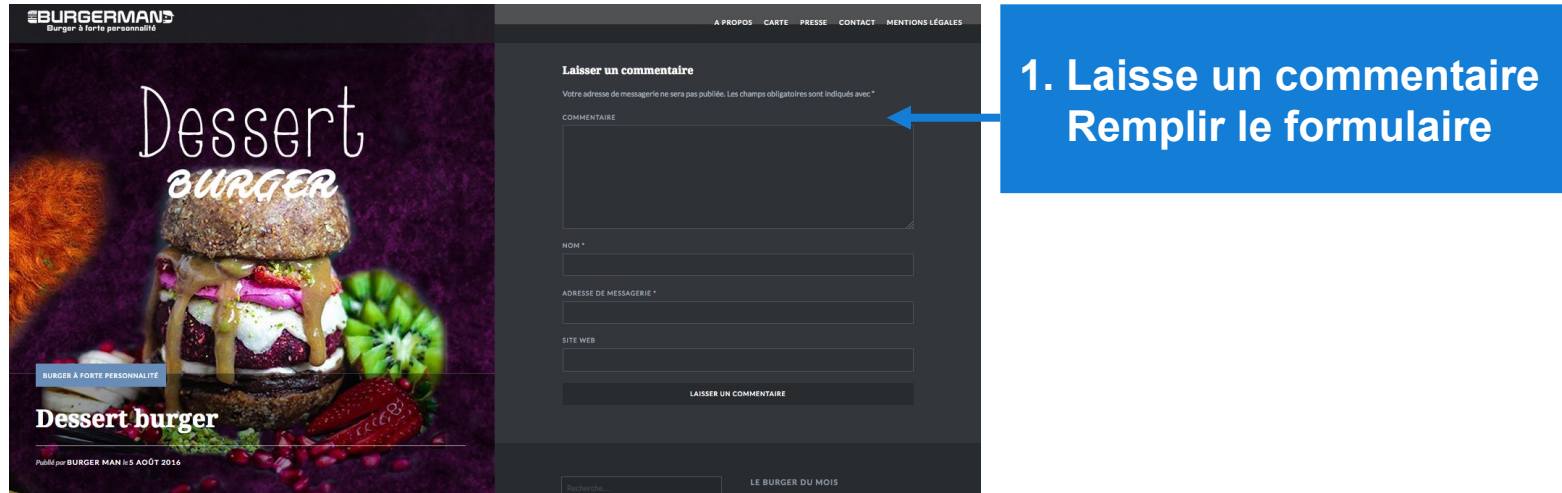 BURGERMAN
Burger à forte personnalité
A PROPOS CARTE PRESSE CONTACT MENTIONS LÉGALES
Dessert
BURGER
BURGER À FORTE PERSONNALITÉ
Dessert burger
Publié par BURGER MAN le 5 AOÛT 2016
Laisser un commentaire
Votre adresse de messagerie ne sera pas publiée. Les champs obligatoires sont indiqués avec *
COMMENTAIRE
NOM *
ADRESSE DE MESSAGERIE *
SITE WEB
LAISSER UN COMMENTAIRE
Recherche…
LE BURGER DU MOIS
1. Laisse un commentaire
Remplir le formulaire